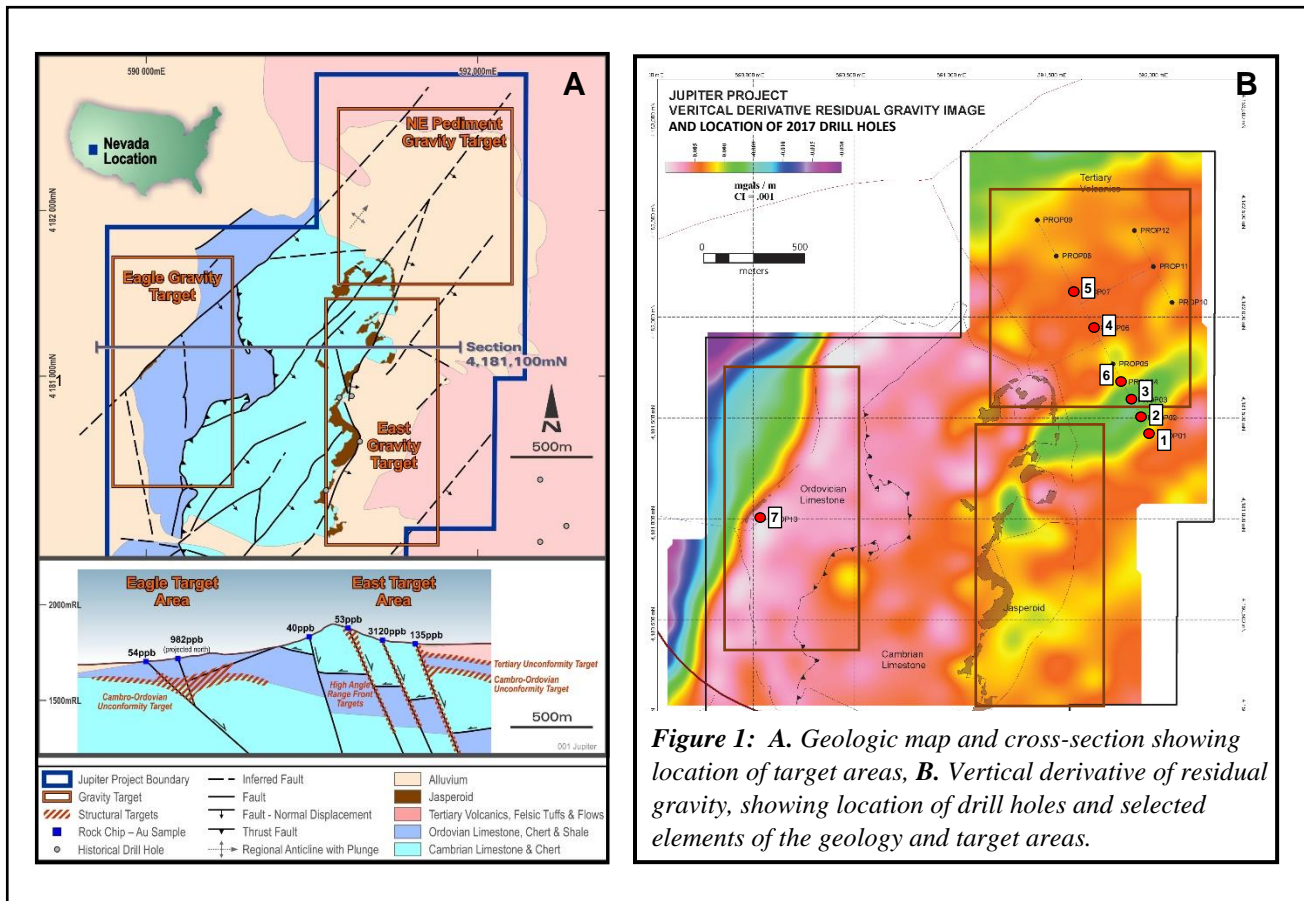 A
590 000mE
592,000mE
Nevada
Location
NE Pediment
Gravity Target
4 182 000mN
Eagle Gravity
Target
Section
4,181,100mN
1
4 181 000mN
N
500m
East
Gravity
Target
Eagle Target
Area
East Target
Area
2000mRL
1500mRL
54ppb
982ppb
(projected north)
40ppb
53ppb
3120ppb
135ppb
Cambro-Ordovian
Unconformity Target
High Angle
Range Front
Targets
Tertiary Unconformity Target
Cambro-Ordovian
Unconformity Target
500m
001 Jupiter
Jupiter Project Boundary
Gravity Target
Structural Targets
Rock Chip – Au Sample
Historical Drill Hole
Inferred Fault
Fault
Fault - Normal Displacement
Thrust Fault
Regional Anticline with Plunge
Alluvium
Jasperoid
Tertiary Volcanics, Felsic Tuffs & Flows
Ordovian Limestone, Chert & Shale
Cambrian Limestone & Chert
B
JUPITER PROJECT
VERITCAL DERIVATIVE RESIDUAL GRAVITY IMAGE
AND LOCATION OF 2017 DRILL HOLES
mgals / m
CI = .001
0 500
meters
Tertiary
Volcanics
PROP09
PROP12
PROP08
PROP11
5
PROP10
4
PROP05
6
3
2
1
Ordovician
Limestone
7
Jasperoid
Cambrian
Limestone
Figure 1: A. Geologic map and cross-section showing
location of target areas, B. Vertical derivative of residual
gravity, showing location of drill holes and selected
elements of the geology and target areas.